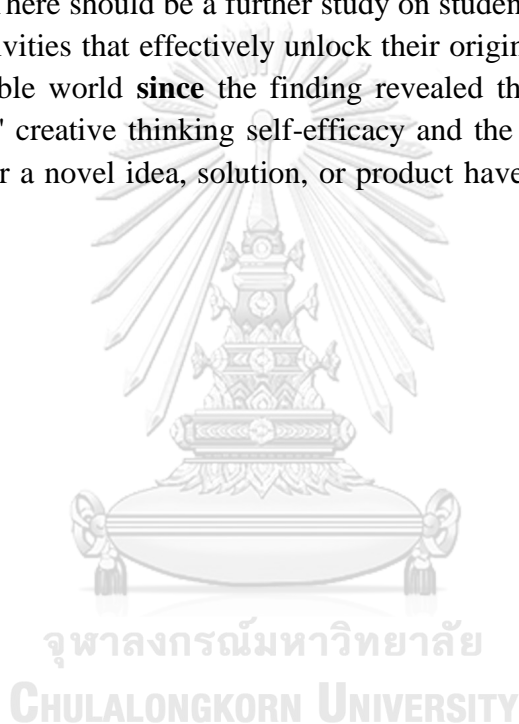 There should be a further study on studen
ivities that effectively unlock their origin
ble world since the finding revealed th
' creative thinking self-efficacy and the
r a novel idea, solution, or product have
จุฬาลงกรณ์มหาวิทยาลัย
CHULALONGKORN UNIVERSITY